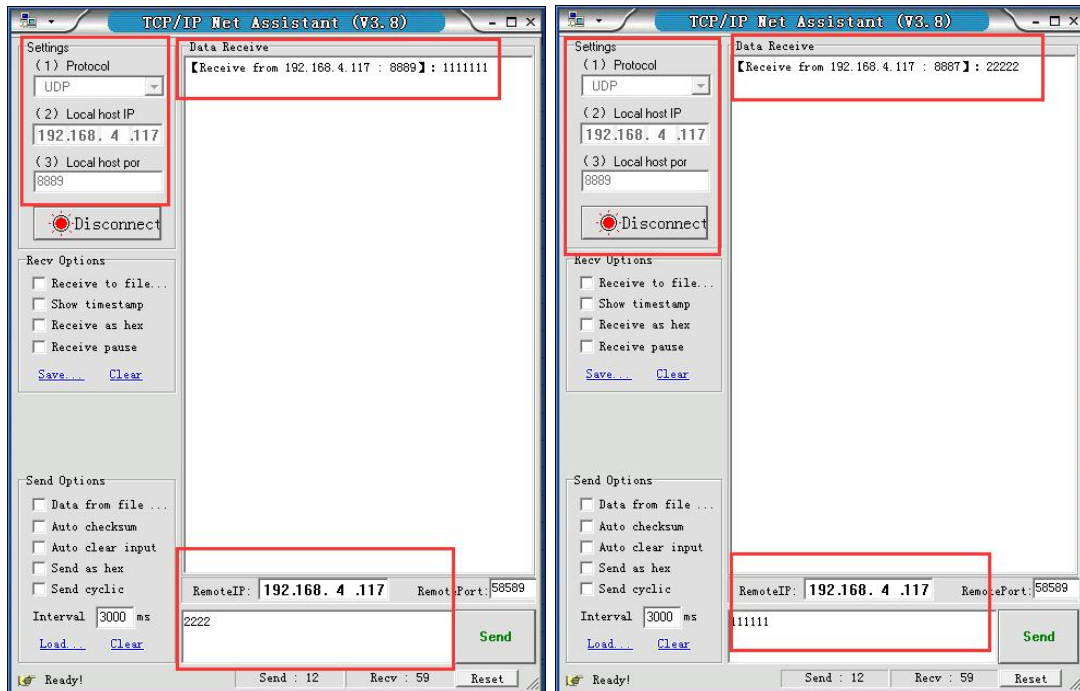 TCP/IP Net Assistant (V3.8)
Settings
(1) Protocol
UDP
(2) Local host IP
192.168. 4 .117
(3) Local host por
8889
Disconnect
Recv Options
Receive to file...
Show timestamp
Receive as hex
Receive pause
Save... Clear
Send Options
Data from file ...
Auto checksum
Auto clear input
Send as hex
Send cyclic
Interval 3000 ms
Load... Clear
Data Receive
【Receive from 192.168.4.117 : 8889】: 1111111
RemoteIP: 192.168. 4 .117 RemotePort: 58589
2222
Send
Ready! Send : 12 Recv : 59 Reset
TCP/IP Net Assistant (V3.8)
Settings
(1) Protocol
UDP
(2) Local host IP
192.168. 4 .117
(3) Local host por
8889
Disconnect
Recv Options
Receive to file...
Show timestamp
Receive as hex
Receive pause
Save... Clear
Send Options
Data from file ...
Auto checksum
Auto clear input
Send as hex
Send cyclic
Interval 3000 ms
Load... Clear
Data Receive
【Receive from 192.168.4.117 : 8887】: 22222
RemoteIP: 192.168. 4 .117 RemotePort: 58589
111111
Send
Ready! Send : 12 Recv : 59 Reset